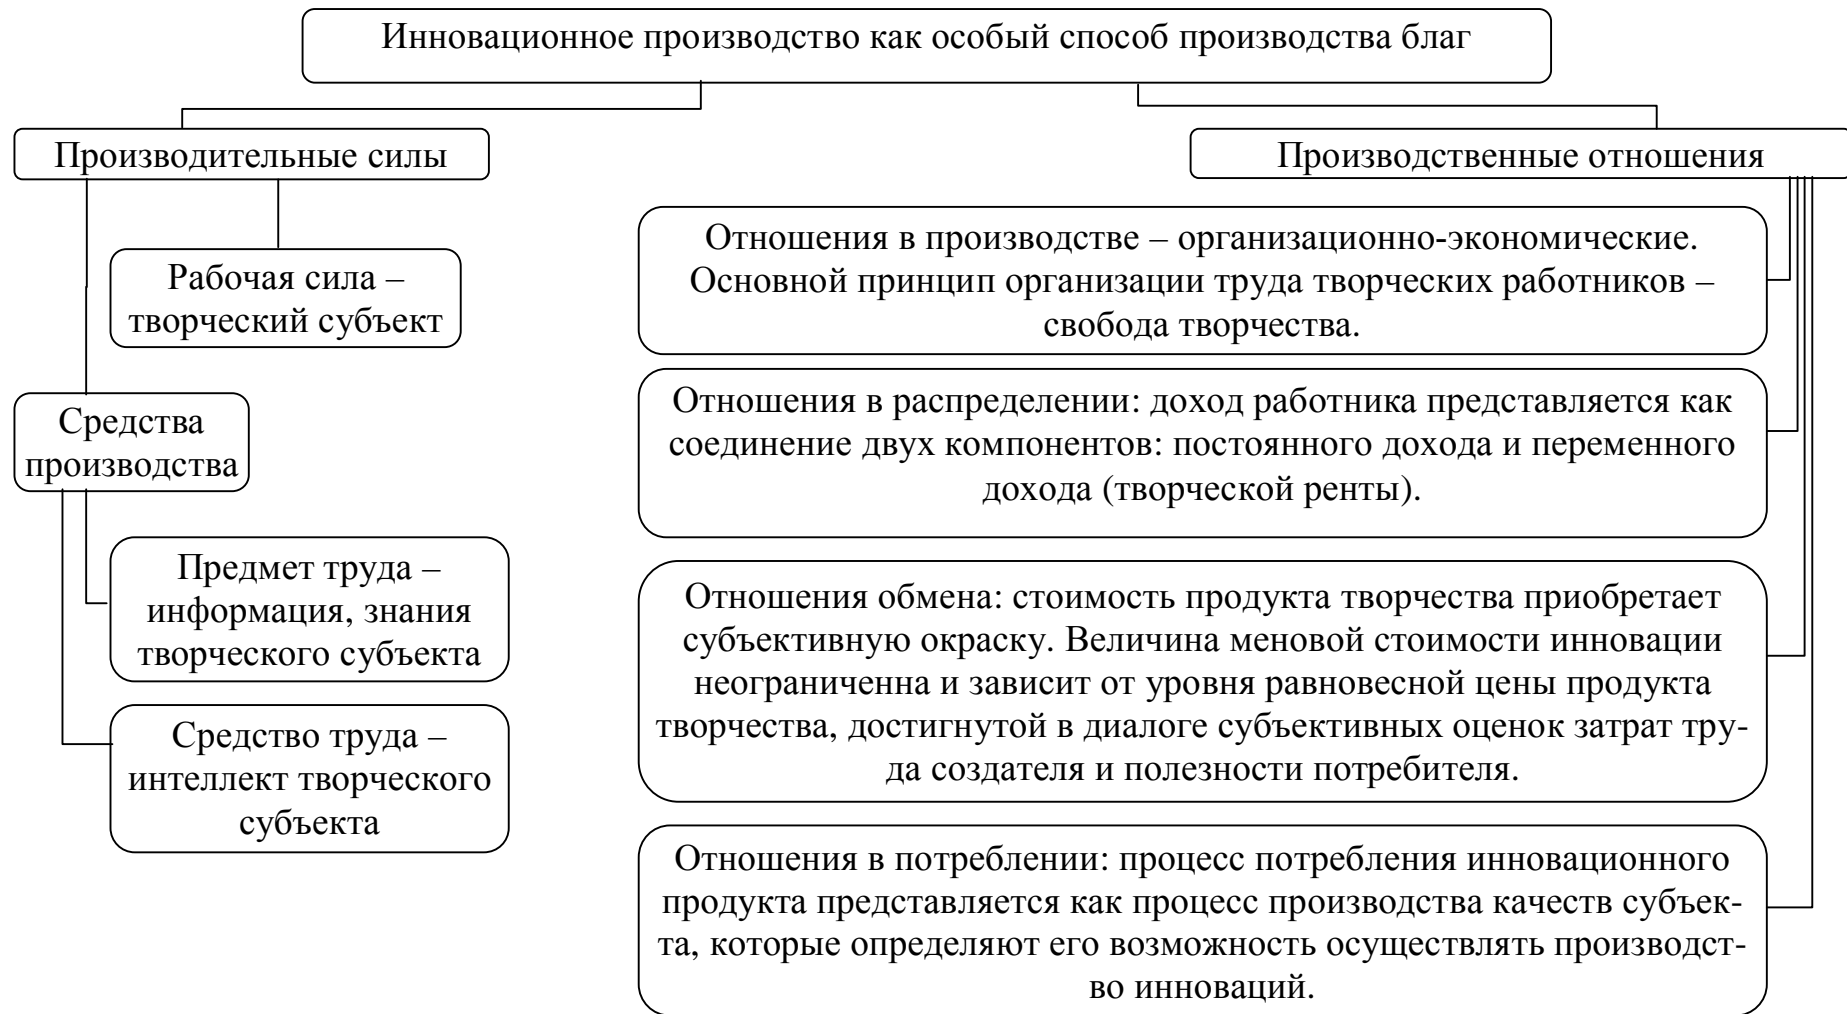 Инновационное производство как особый способ производства благ
Производительные силы
Производственные отношения
Рабочая сила –
творческий субъект
Средства
производства
Предмет труда –
информация, знания
творческого субъекта
Средство труда –
интеллект творческого
субъекта
Отношения в производстве – организационно-экономические.
Основной принцип организации труда творческих работников –
свобода творчества.
Отношения в распределении: доход работника представляется как
соединение двух компонентов: постоянного дохода и переменного
дохода (творческой ренты).
Отношения обмена: стоимость продукта творчества приобретает
субъективную окраску. Величина меновой стоимости инновации
неограниченна и зависит от уровня равновесной цены продукта
творчества, достигнутой в диалоге субъективных оценок затрат тру-
да создателя и полезности потребителя.
Отношения в потреблении: процесс потребления инновационного
продукта представляется как процесс производства качеств субъек-
та, которые определяют его возможность осуществлять производст-
во инноваций.